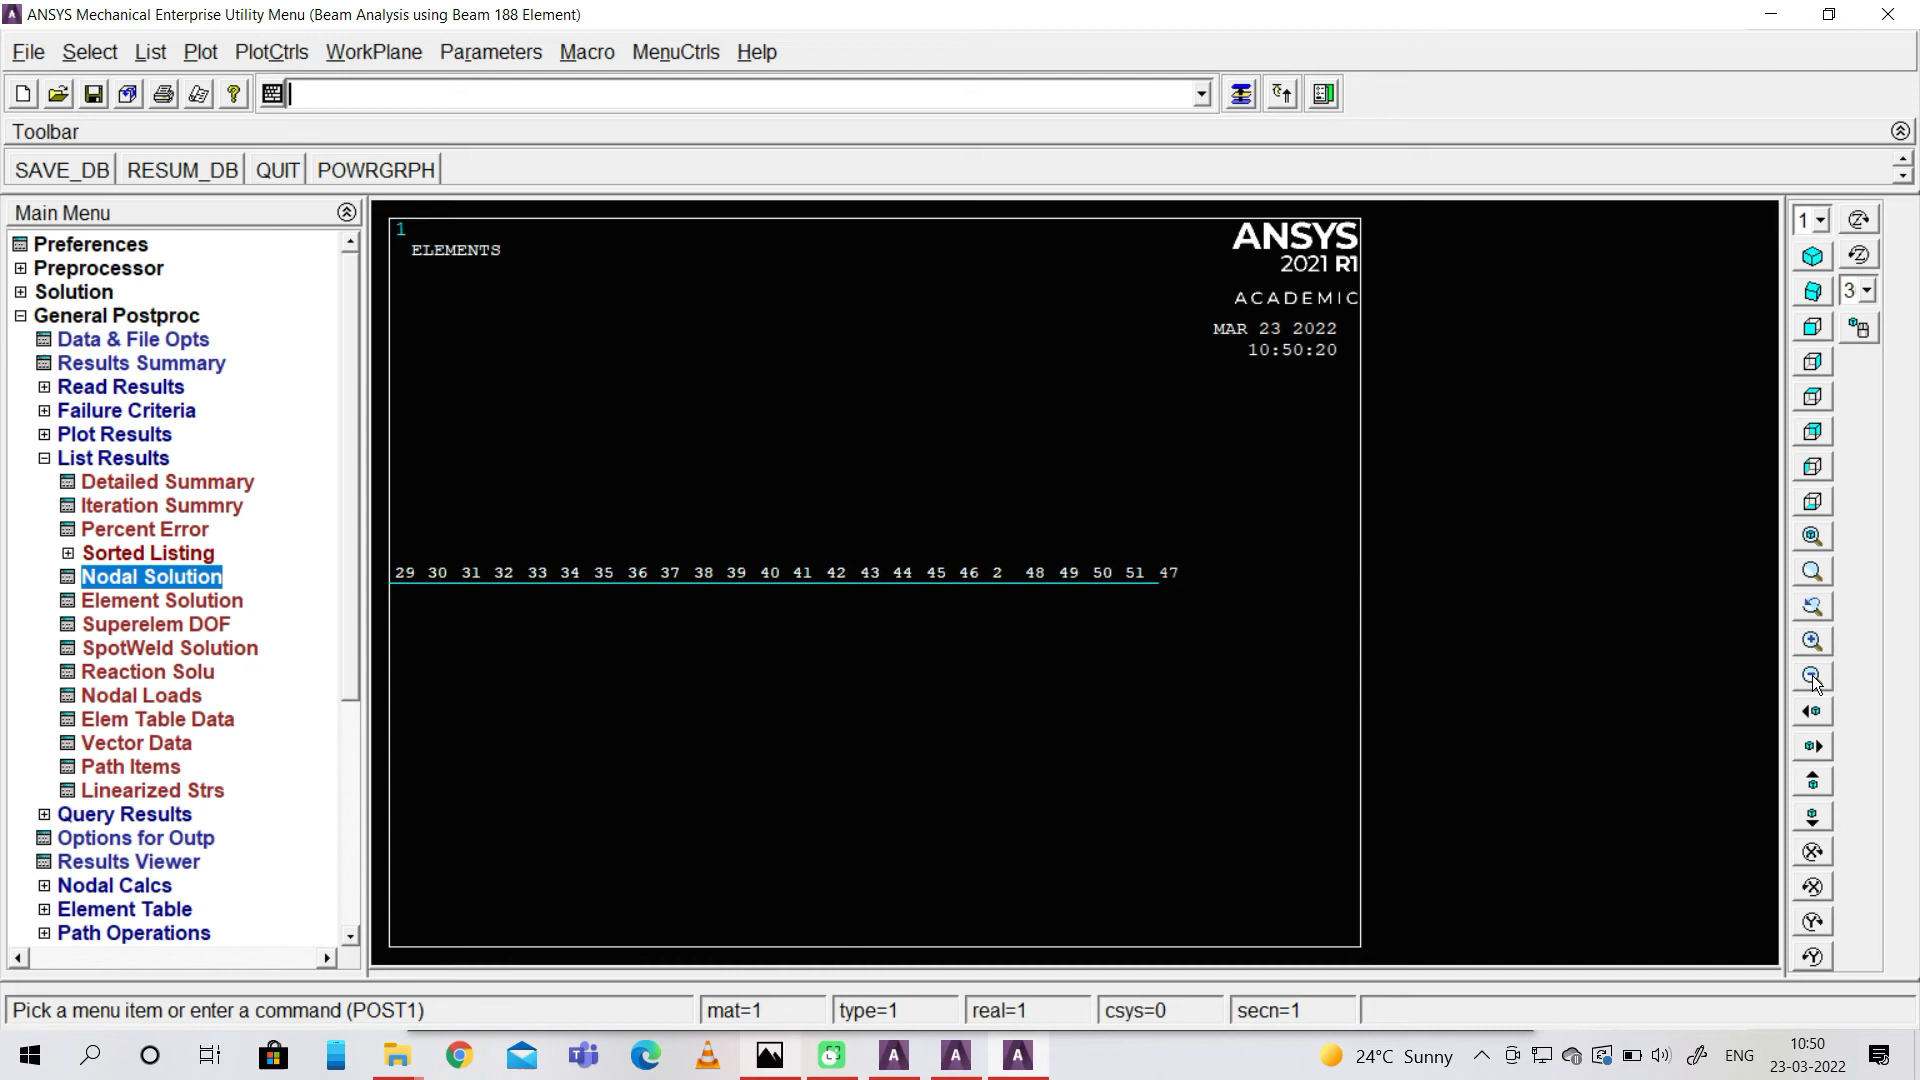 ANSYS Mechanical Enterprise Utility Menu (Beam Analysis using Beam 188 Element)
File Select List Plot PlotCtrls WorkPlane Parameters Macro MenuCtrls Help
Toolbar
SAVE_DB RESUM_DB QUIT POWRGRPH
Main Menu
Preferences
Preprocessor
Solution
General Postproc
Data & File Opts
Results Summary
Read Results
Failure Criteria
Plot Results
List Results
Detailed Summary
Iteration Summry
Percent Error
Sorted Listing
Nodal Solution
Element Solution
Superelem DOF
SpotWeld Solution
Reaction Solu
Nodal Loads
Elem Table Data
Vector Data
Path Items
Linearized Strs
Query Results
Options for Outp
Results Viewer
Nodal Calcs
Element Table
Path Operations
1
ELEMENTS
ANSYS
2021 R1
ACADEMIC
MAR 23 2022
10:50:20
29 30 31 32 33 34 35 36 37 38 39 40 41 42 43 44 45 46 2 48 49 50 51 47
1
3
Pick a menu item or enter a command (POST1) mat=1 type=1 real=1 csys=0 secn=1
24°C Sunny ENG 10:50
23-03-2022